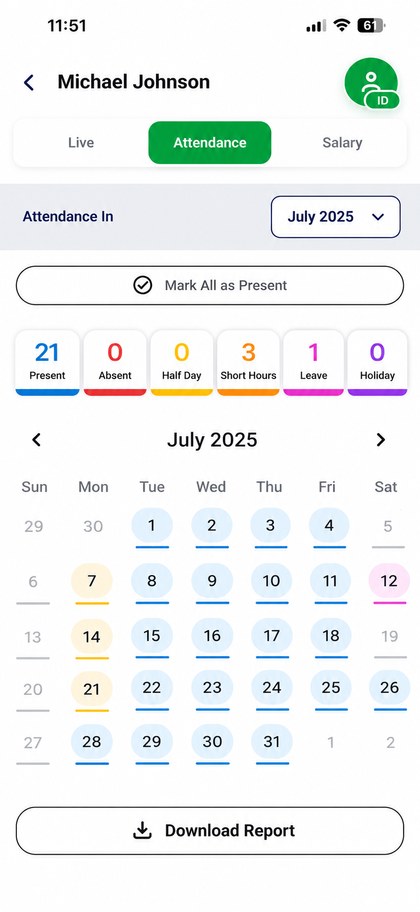 11:51
61
Michael Johnson
ID
Live Attendance Salary
Attendance In July 2025
Mark All as Present
21 0 0 3 1 0
Present Absent Half Day Short Hours Leave Holiday
July 2025
Sun Mon Tue Wed Thu Fri Sat
29 30 1 2 3 4 5
6 7 8 9 10 11 12
13 14 15 16 17 18 19
20 21 22 23 24 25 26
27 28 29 30 31 1 2
Download Report